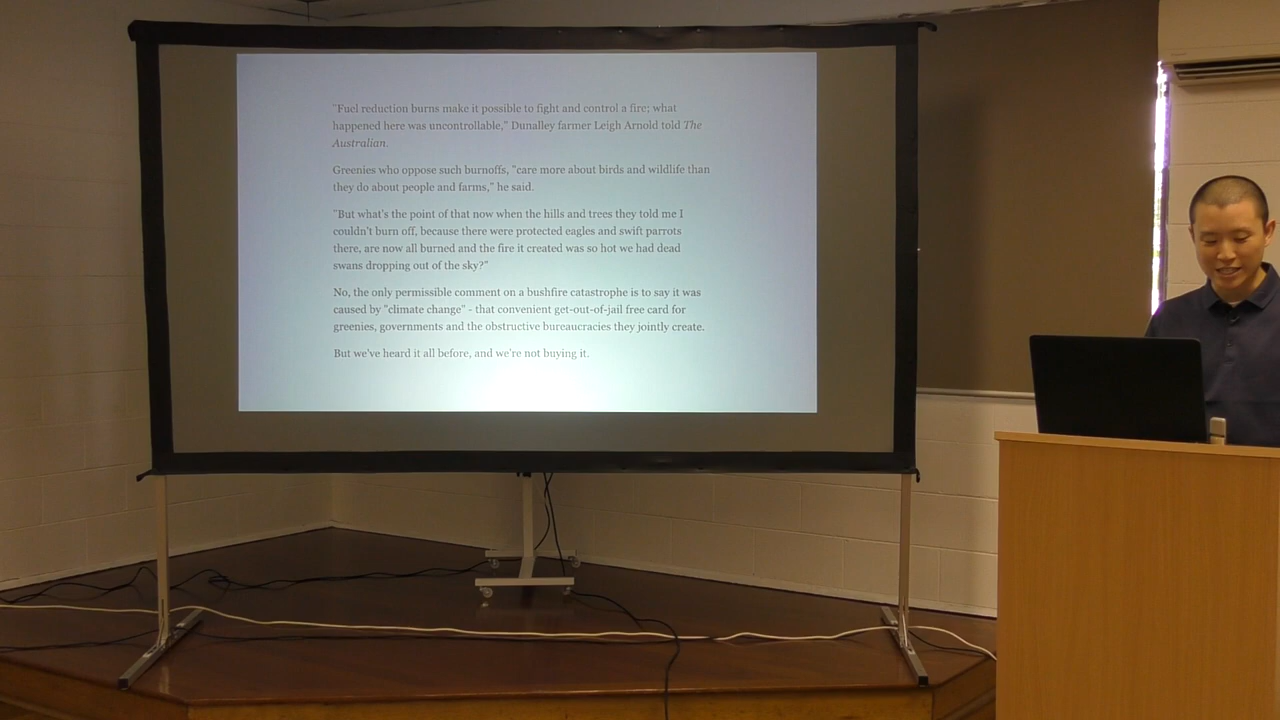 "Fuel reduction burns make it possible to fight and control a fire; what
happened here was uncontrollable," Dunalley farmer Leigh Arnold told The
Australian.
Greenies who oppose such burnoffs, "care more about birds and wildlife than
they do about people and farms," he said.
"But what's the point of that now when the hills and trees they told me I
couldn't burn off, because there were protected eagles and swift parrots
there, are now all burned and the fire it created was so hot we had dead
swans dropping out of the sky?"
No, the only permissible comment on a bushfire catastrophe is to say it was
caused by "climate change" - that convenient get-out-of-jail free card for
greenies, governments and the obstructive bureaucracies they jointly create.
But we've heard it all before, and we're not buying it.